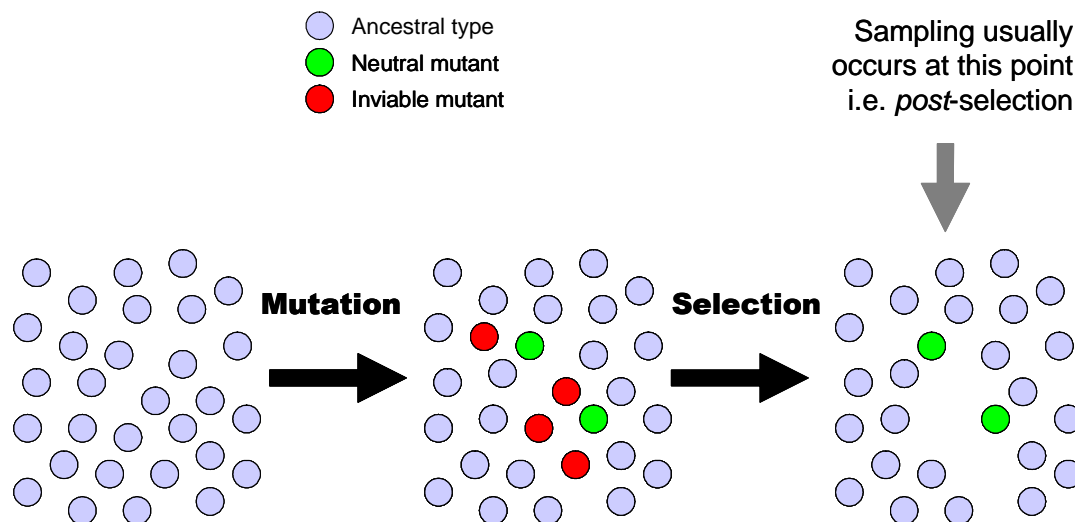 Ancestral type
Neutral mutant
Inviable mutant
Sampling usually
occurs at this point
i.e. post-selection
Mutation
Selection